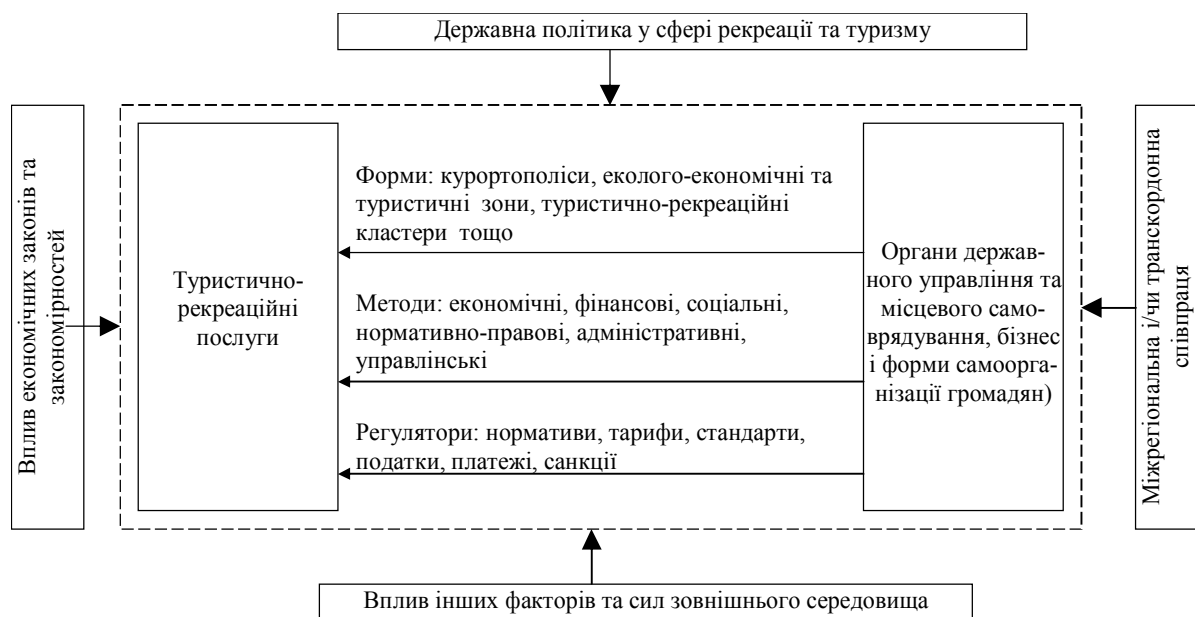 Державна політика у сфері рекреації та туризму
Вплив економічних законів та
закономірностей
Туристично-
рекреаційні
послуги
Форми: курортополіси, еколого-економічні та
туристичні зони, туристично-рекреаційні
кластери тощо
Методи: економічні, фінансові, соціальні,
нормативно-правові, адміністративні,
управлінські
Регулятори: нормативи, тарифи, стандарти,
податки, платежі, санкції
Органи держав-
ного управління та
місцевого само-
врядування, бізнес
і форми самоорга-
нізації громадян)
Міжрегіональна і/чи транскордонна
співпраця
Вплив інших факторів та сил зовнішнього середовища